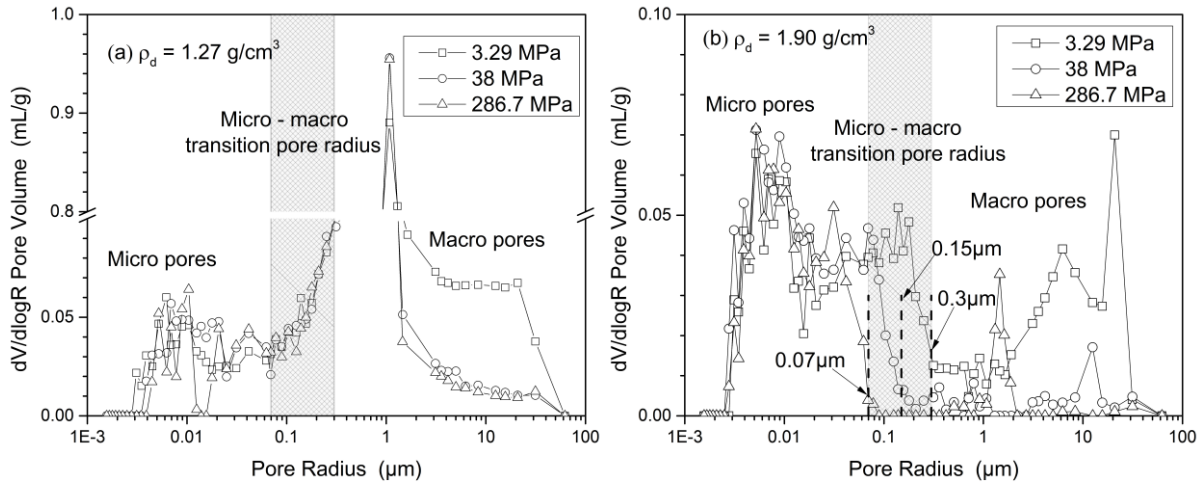 (a) ρd = 1.27 g/cm³
3.29 MPa
38 MPa
286.7 MPa
Micro - macro
transition pore radius
Micro pores
Macro pores
dV/dlogR Pore Volume (mL/g)
1.0
0.9
0.8
0.05
0.00
1E-3
0.01
0.1
1
10
100
Pore Radius (μm)
(b) ρd = 1.90 g/cm³
3.29 MPa
38 MPa
286.7 MPa
Micro pores
Micro - macro
transition pore radius
Macro pores
0.15μm
0.3μm
0.07μm
dV/dlogR Pore Volume (mL/g)
0.10
0.05
0.00
1E-3
0.01
0.1
1
10
100
Pore Radius (μm)